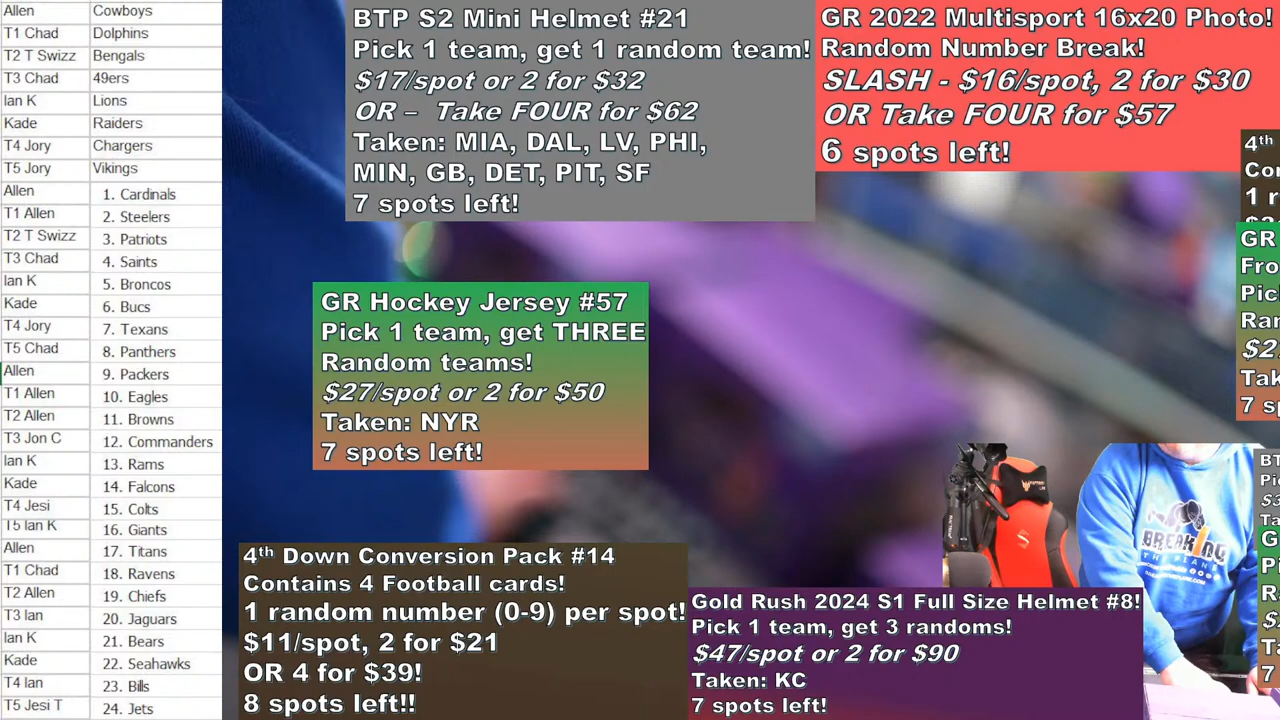 Allen Cowboys
T1 Chad Dolphins
T2 T Swizz Bengals
T3 Chad 49ers
Ian K Lions
Kade Raiders
T4 Jory Chargers
T5 Jory Vikings
Allen 1. Cardinals
T1 Allen 2. Steelers
T2 T Swizz 3. Patriots
T3 Chad 4. Saints
Ian K 5. Broncos
Kade 6. Bucs
T4 Jory 7. Texans
T5 Chad 8. Panthers
Allen 9. Packers
T1 Allen 10. Eagles
T2 Allen 11. Browns
T3 Jon C 12. Commanders
Ian K 13. Rams
Kade 14. Falcons
T4 Jesi 15. Colts
T5 Ian K 16. Giants
Allen 17. Titans
T1 Chad 18. Ravens
T2 Allen 19. Chiefs
T3 Ian 20. Jaguars
Ian K 21. Bears
Kade 22. Seahawks
T4 Ian 23. Bills
T5 Jesi T 24. Jets
BTP S2 Mini Helmet #21
Pick 1 team, get 1 random team!
$17/spot or 2 for $32
OR – Take FOUR for $62
Taken: MIA, DAL, LV, PHI,
MIN, GB, DET, PIT, SF
7 spots left!
GR 2022 Multisport 16x20 Photo!
Random Number Break!
SLASH - $16/spot, 2 for $30
OR Take FOUR for $57
6 spots left!
4th
GR
GR Hockey Jersey #57
Pick 1 team, get THREE
Random teams!
$27/spot or 2 for $50
Taken: NYR
7 spots left!
4th Down Conversion Pack #14
Contains 4 Football cards!
1 random number (0-9) per spot!
$11/spot, 2 for $21
OR 4 for $39!
8 spots left!!
Gold Rush 2024 S1 Full Size Helmet #8!
Pick 1 team, get 3 randoms!
$47/spot or 2 for $90
Taken: KC
7 spots left!
BREAKING
THE PLANE